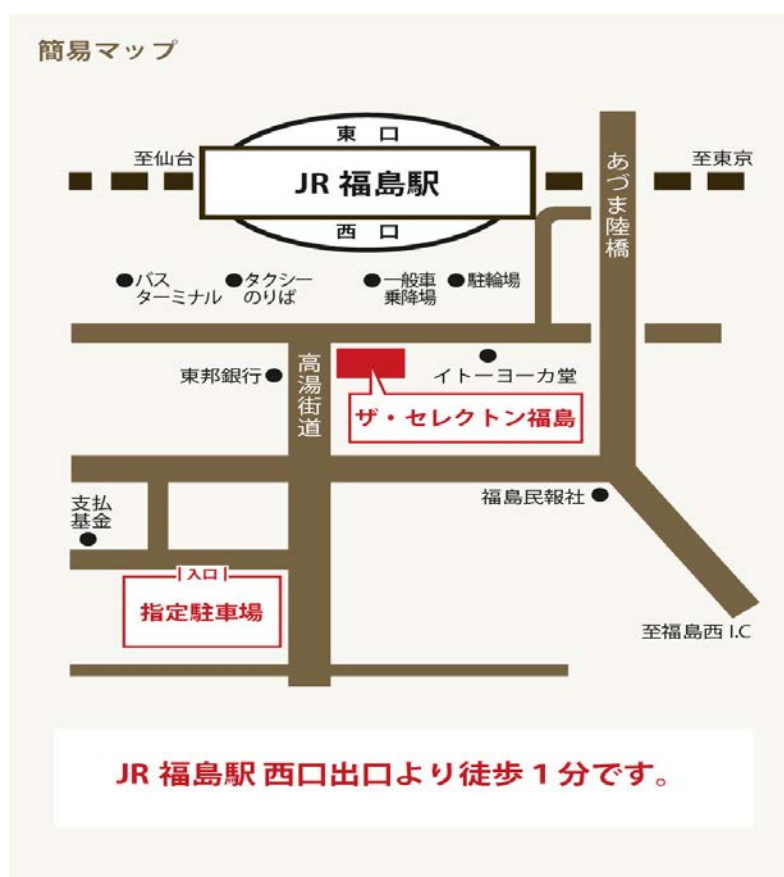 簡易マップ
東 口
至仙台
JR 福島駅
至東京
あづま陸橋
西 口
●バスターミナル
●タクシーのりば
●一般車乗降場
●駐輪場
東邦銀行●
高湯街道
イトーヨーカ堂
ザ・セレクトン福島
支払
基金
福島民報社●
入口
指定駐車場
至福島西 I.C
JR 福島駅 西口出口より徒歩 1 分です。